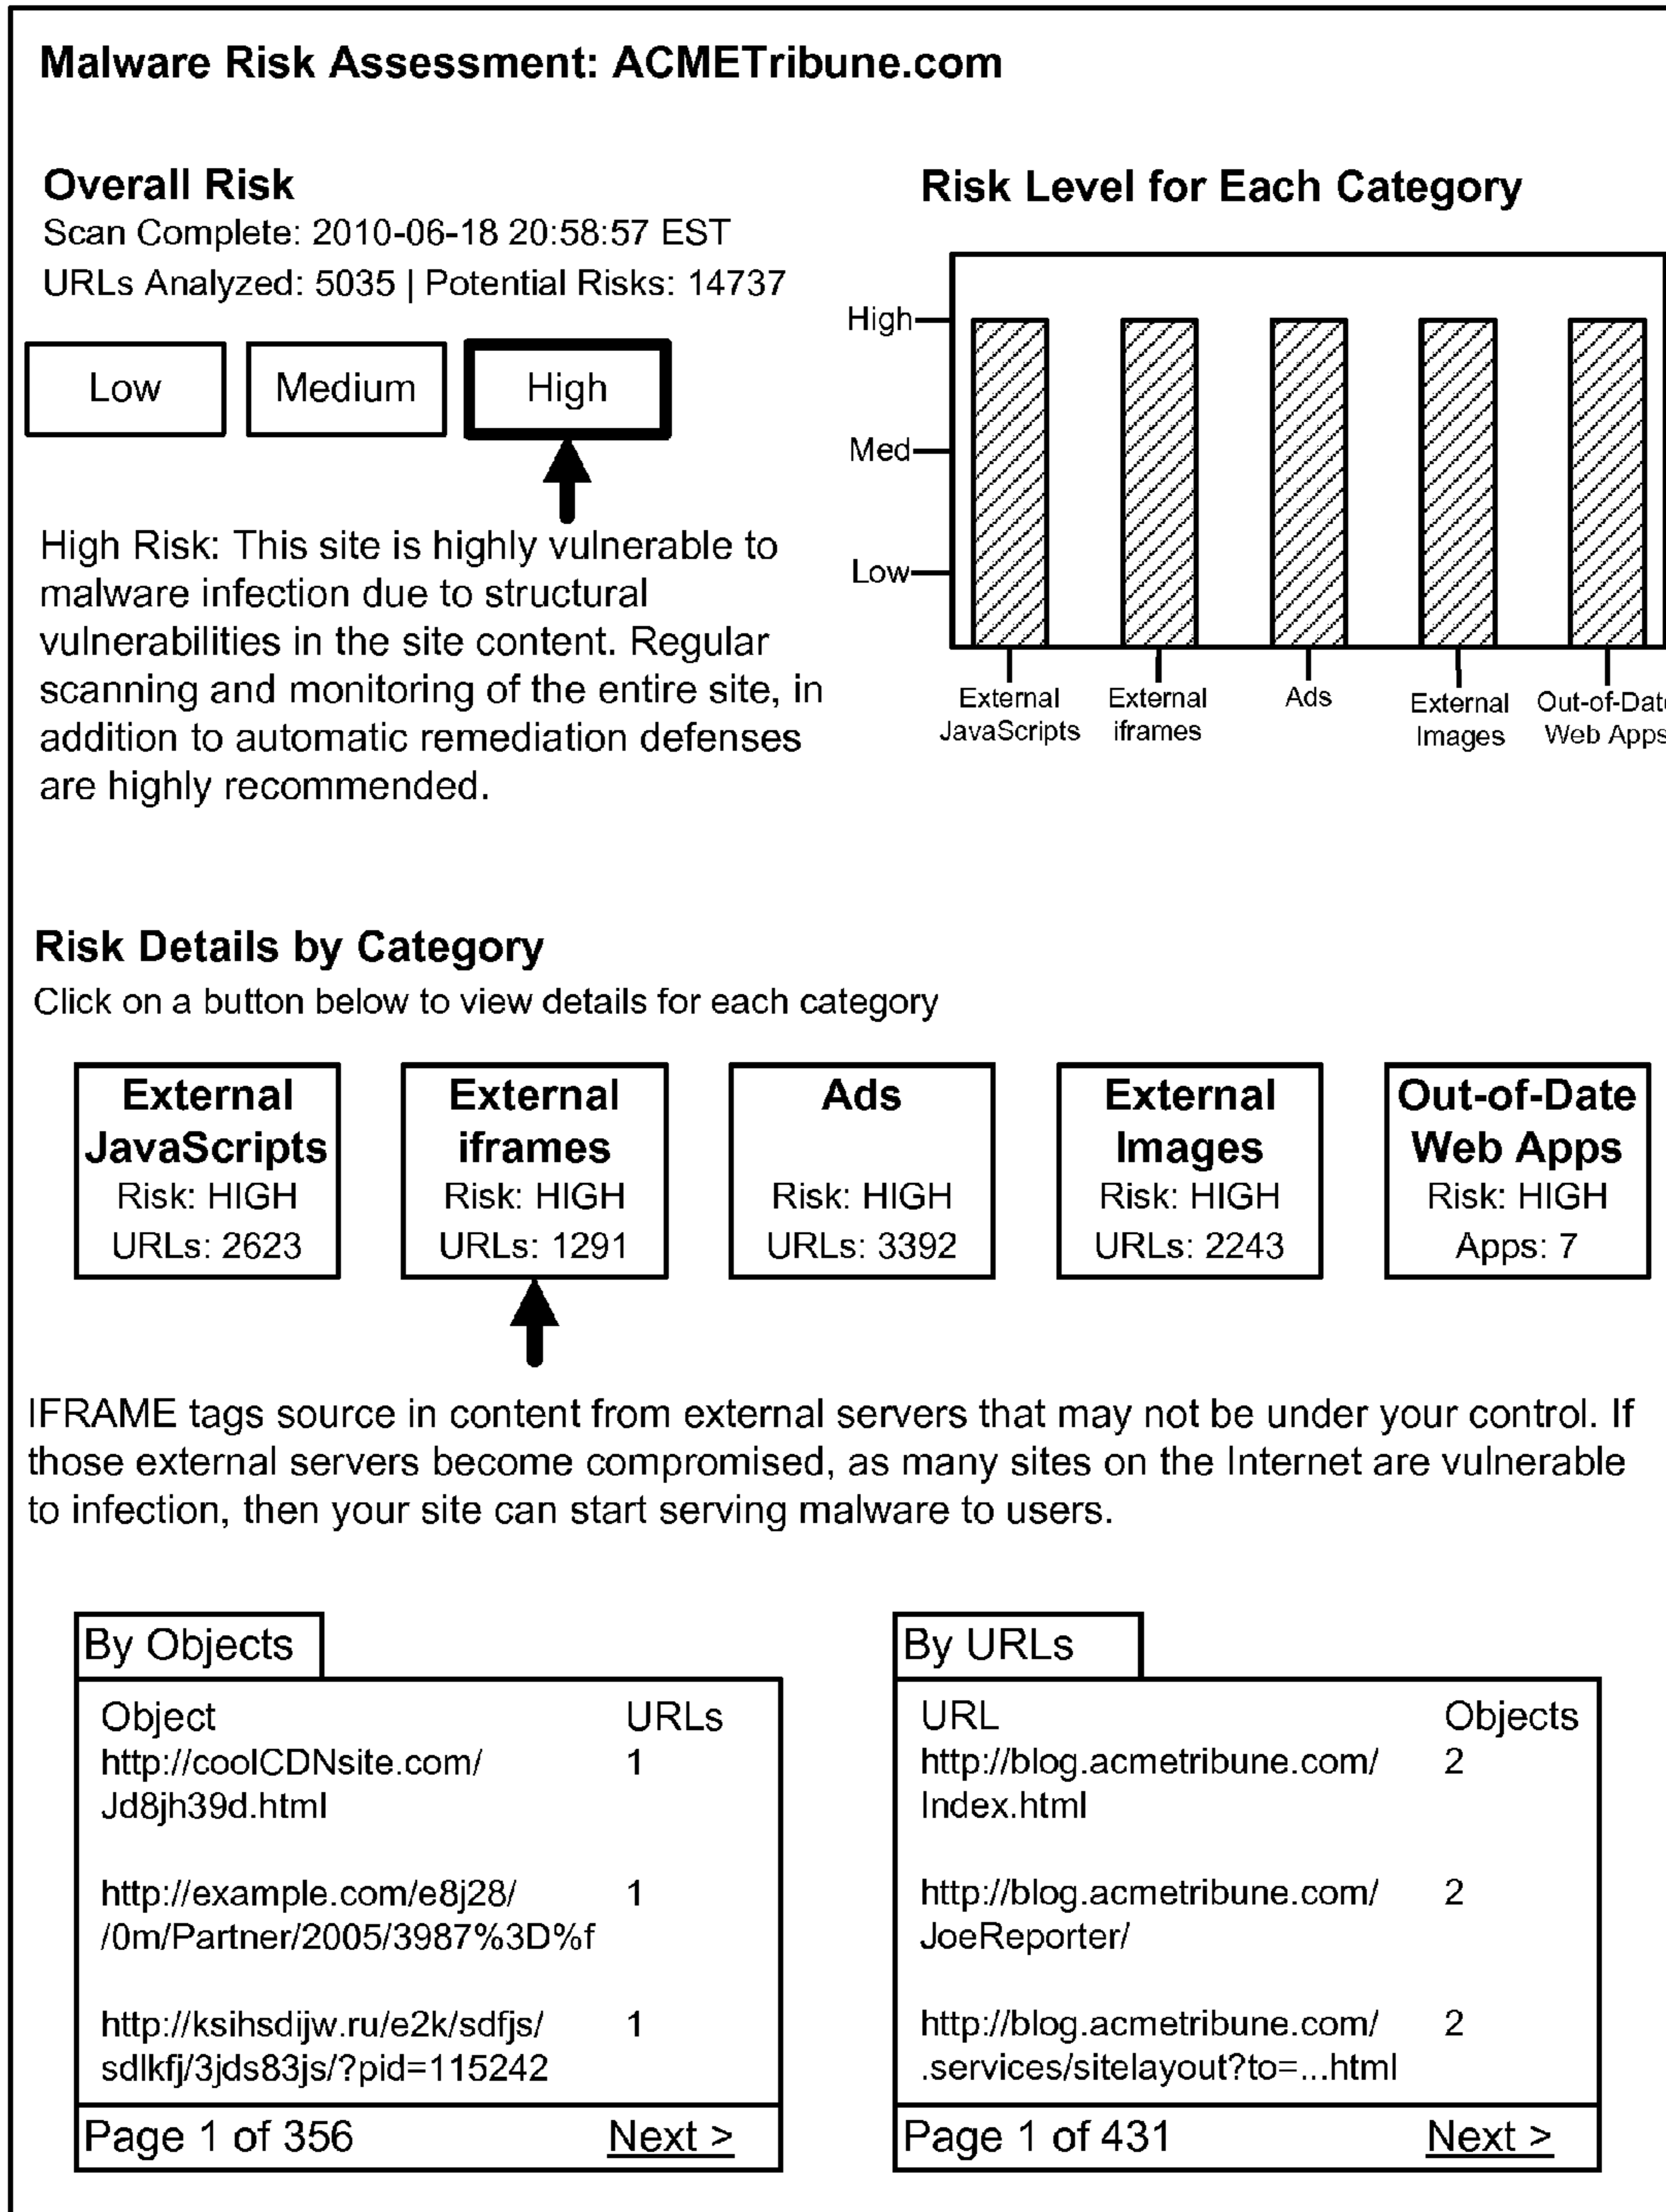 Malware Risk Assessment: ACMETribune.com
Overall Risk
Scan Complete: 2010-06-18 20:58:57 EST
URLs Analyzed: 5035 | Potential Risks: 14737
Low
Medium
High
High Risk: This site is highly vulnerable to
malware infection due to structural
vulnerabilities in the site content. Regular
scanning and monitoring of the entire site, in
addition to automatic remediation defenses
are highly recommended.
Risk Level for Each Category
High
Med
Low
External
JavaScripts
External
iframes
Ads
External
Images
Out-of-Date
Web Apps
Risk Details by Category
Click on a button below to view details for each category
External
JavaScripts
Risk: HIGH
URLs: 2623
External
iframes
Risk: HIGH
URLs: 1291
Ads
Risk: HIGH
URLs: 3392
External
Images
Risk: HIGH
URLs: 2243
Out-of-Date
Web Apps
Risk: HIGH
Apps: 7
IFRAME tags source in content from external servers that may not be under your control. If
those external servers become compromised, as many sites on the Internet are vulnerable
to infection, then your site can start serving malware to users.
By Objects
Object URLs
http://coolCDNsite.com/ 1
Jd8jh39d.html
http://example.com/e8j28/ 1
/0m/Partner/2005/3987%3D%f
http://ksihsdijw.ru/e2k/sdfjs/ 1
sdlkfj/3jds83js/?pid=115242
Page 1 of 356 Next >
By URLs
URL Objects
http://blog.acmetribune.com/ 2
Index.html
http://blog.acmetribune.com/ 2
JoeReporter/
http://blog.acmetribune.com/ 2
.services/sitelayout?to=...html
Page 1 of 431 Next >